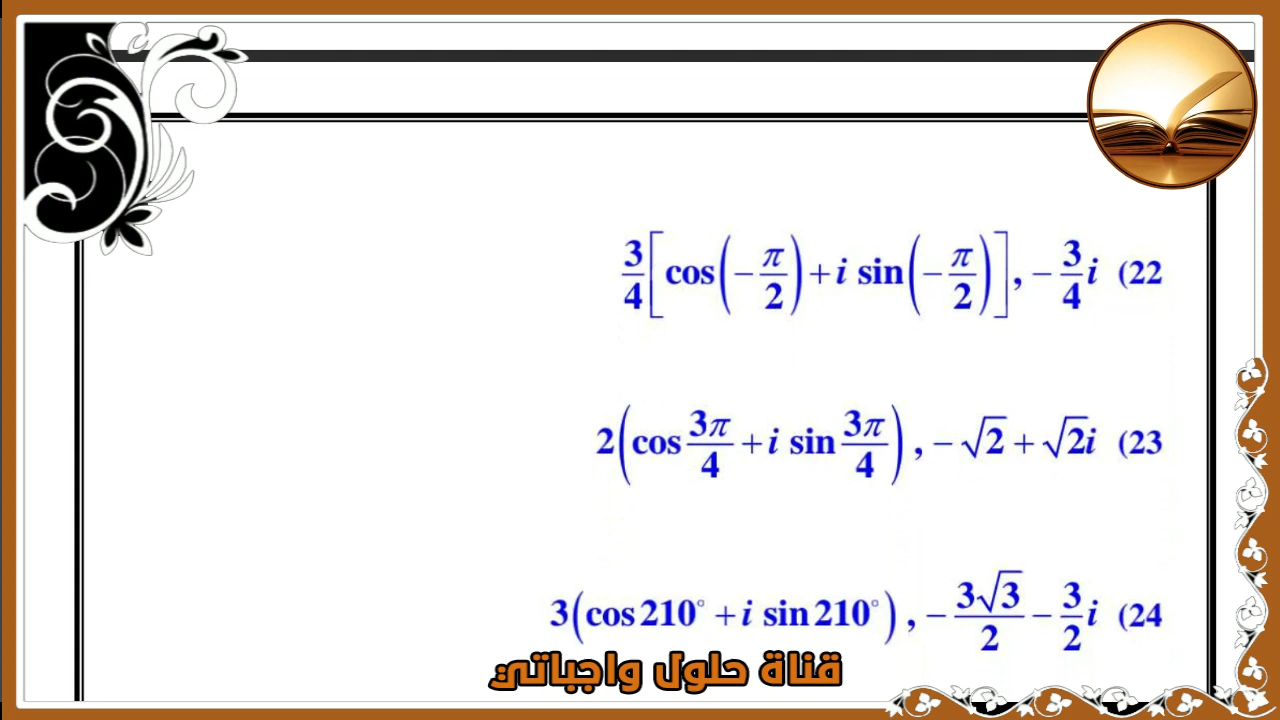 22) 3/4[cos(−π/2)+i sin(−π/2)], −3/4 i
23) 2(cos 3π/4 + i sin 3π/4), −√2 + √2i
24) 3(cos 210° + i sin 210°), −3√3/2 − 3/2 i
قناة حلول واجباتي